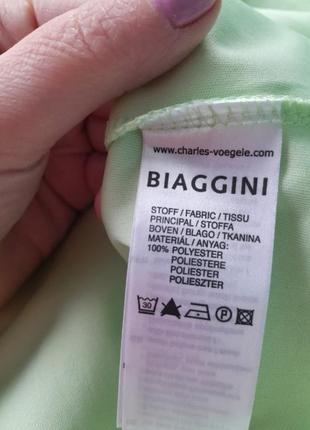 www.charles-voegele.com
BIAGGINI
STOFF / FABRIC / TISSU
PRINCIPAL / STOFFA
BOVEN / BLAGO / TKANINA
MATERIÁL / ANYAG:
100% POLYESTER
POLIESTERE
POLIESTER
POLIÉSZTER
30
P